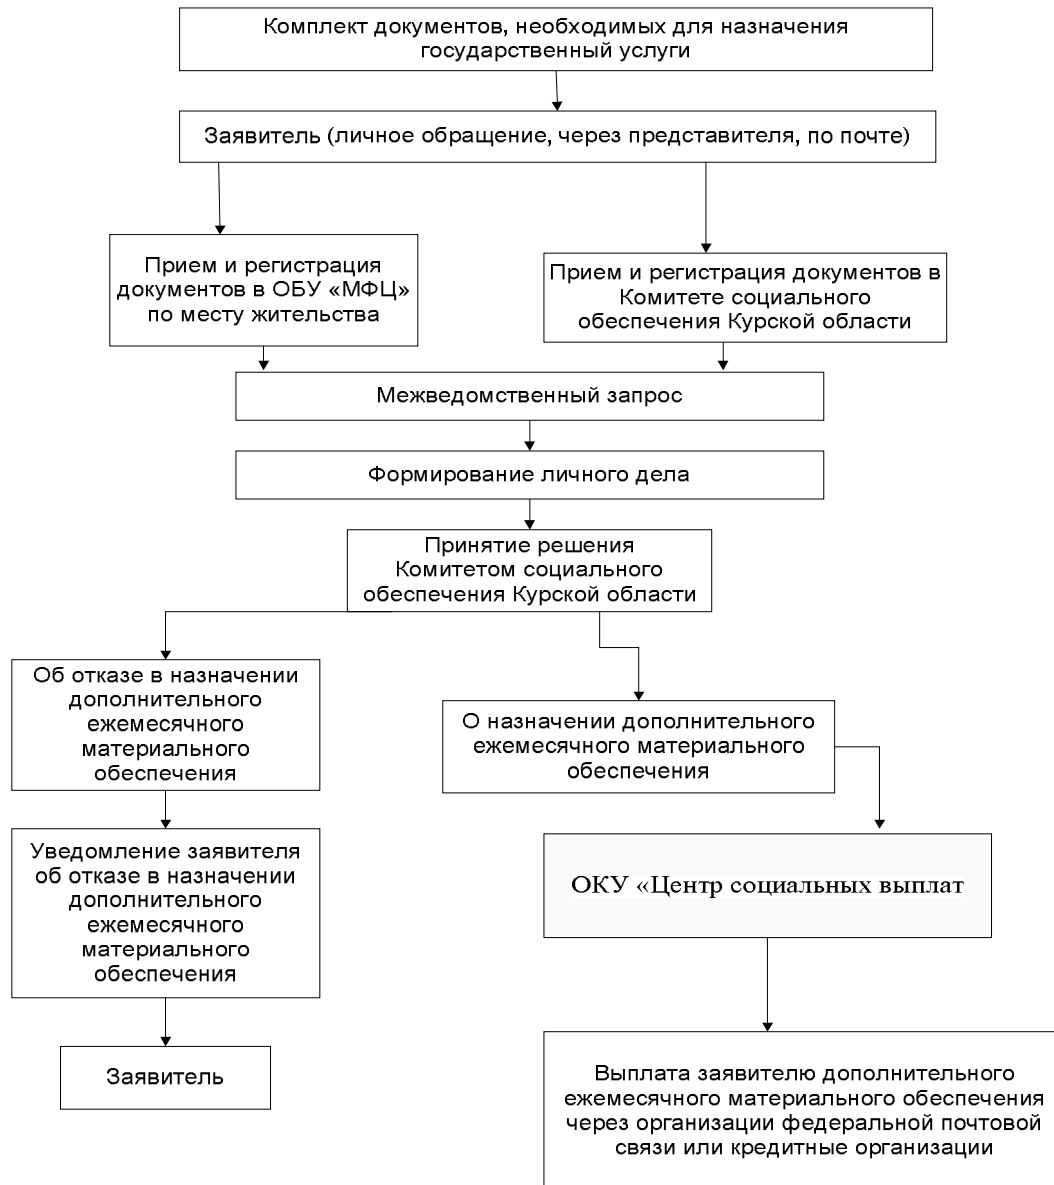 Комплект документов, необходимых для назначения
государственный услуги
Заявитель (личное обращение, через представителя, по почте)
Прием и регистрация
документов в ОБУ «МФЦ»
по месту жительства
Прием и регистрация документов в
Комитете социального
обеспечения Курской области
Межведомственный запрос
Формирование личного дела
Принятие решения
Комитетом социального
обеспечения Курской области
Об отказе в назначении
дополнительного
ежемесячного
материального
обеспечения
О назначении дополнительного
ежемесячного материального
обеспечения
Уведомление заявителя
об отказе в назначении
дополнительного
ежемесячного
материального
обеспечения
ОКУ «Центр социальных выплат
Заявитель
Выплата заявителю дополнительного
ежемесячного материального обеспечения
через организации федеральной почтовой
связи или кредитные организации